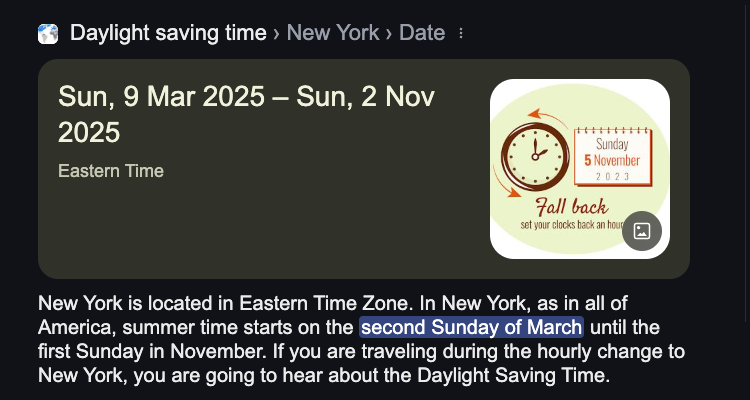 Daylight saving time › New York › Date
Sun, 9 Mar 2025 – Sun, 2 Nov
2025
Eastern Time
Sunday
5 November
2023
Fall back
set your clocks back an hour
New York is located in Eastern Time Zone. In New York, as in all of
America, summer time starts on the second Sunday of March until the
first Sunday in November. If you are traveling during the hourly change to
New York, you are going to hear about the Daylight Saving Time.